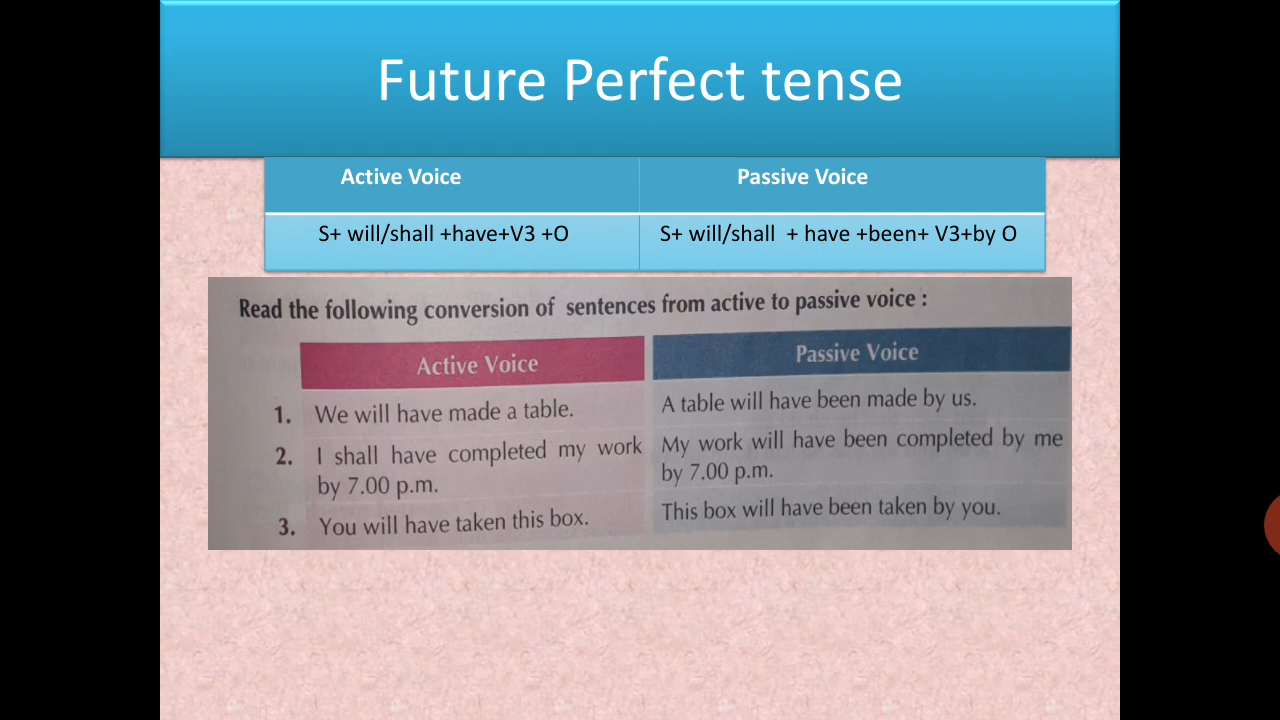 Future Perfect tense
Active Voice
Passive Voice
S+ will/shall +have+V3 +O
S+ will/shall  + have +been+ V3+by O
Read the following conversion of sentences from active to passive voice :
Active Voice
Passive Voice
1. We will have made a table.
A table will have been made by us.
2. I shall have completed my work
by 7.00 p.m.
My work will have been completed by me
by 7.00 p.m.
3. You will have taken this box.
This box will have been taken by you.